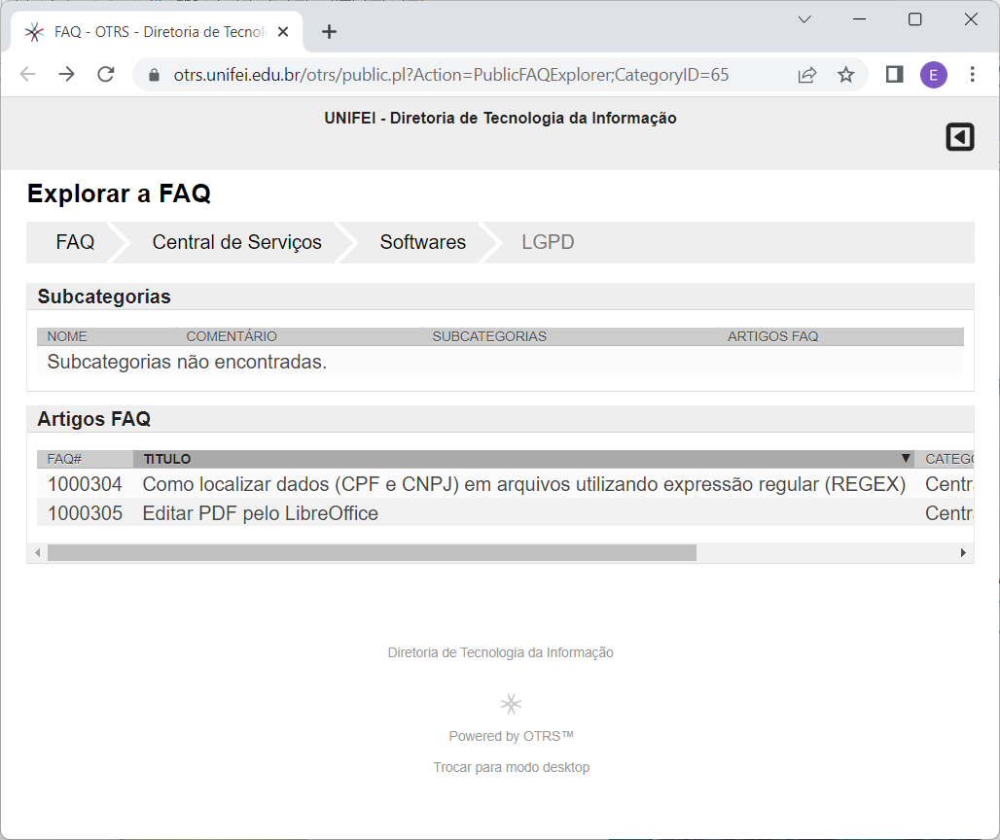 FAQ - OTRS - Diretoria de Tecnol
otrs.unifei.edu.br/otrs/public.pl?Action=PublicFAQExplorer;CategoryID=65
E
UNIFEI - Diretoria de Tecnologia da Informação
Explorar a FAQ
FAQ Central de Serviços Softwares LGPD
Subcategorias
NOME COMENTÁRIO SUBCATEGORIAS ARTIGOS FAQ
Subcategorias não encontradas.
Artigos FAQ
FAQ# TITULO ▼ CATEG
1000304 Como localizar dados (CPF e CNPJ) em arquivos utilizando expressão regular (REGEX) Centr
1000305 Editar PDF pelo LibreOffice Centr
Diretoria de Tecnologia da Informação
Powered by OTRS™
Trocar para modo desktop